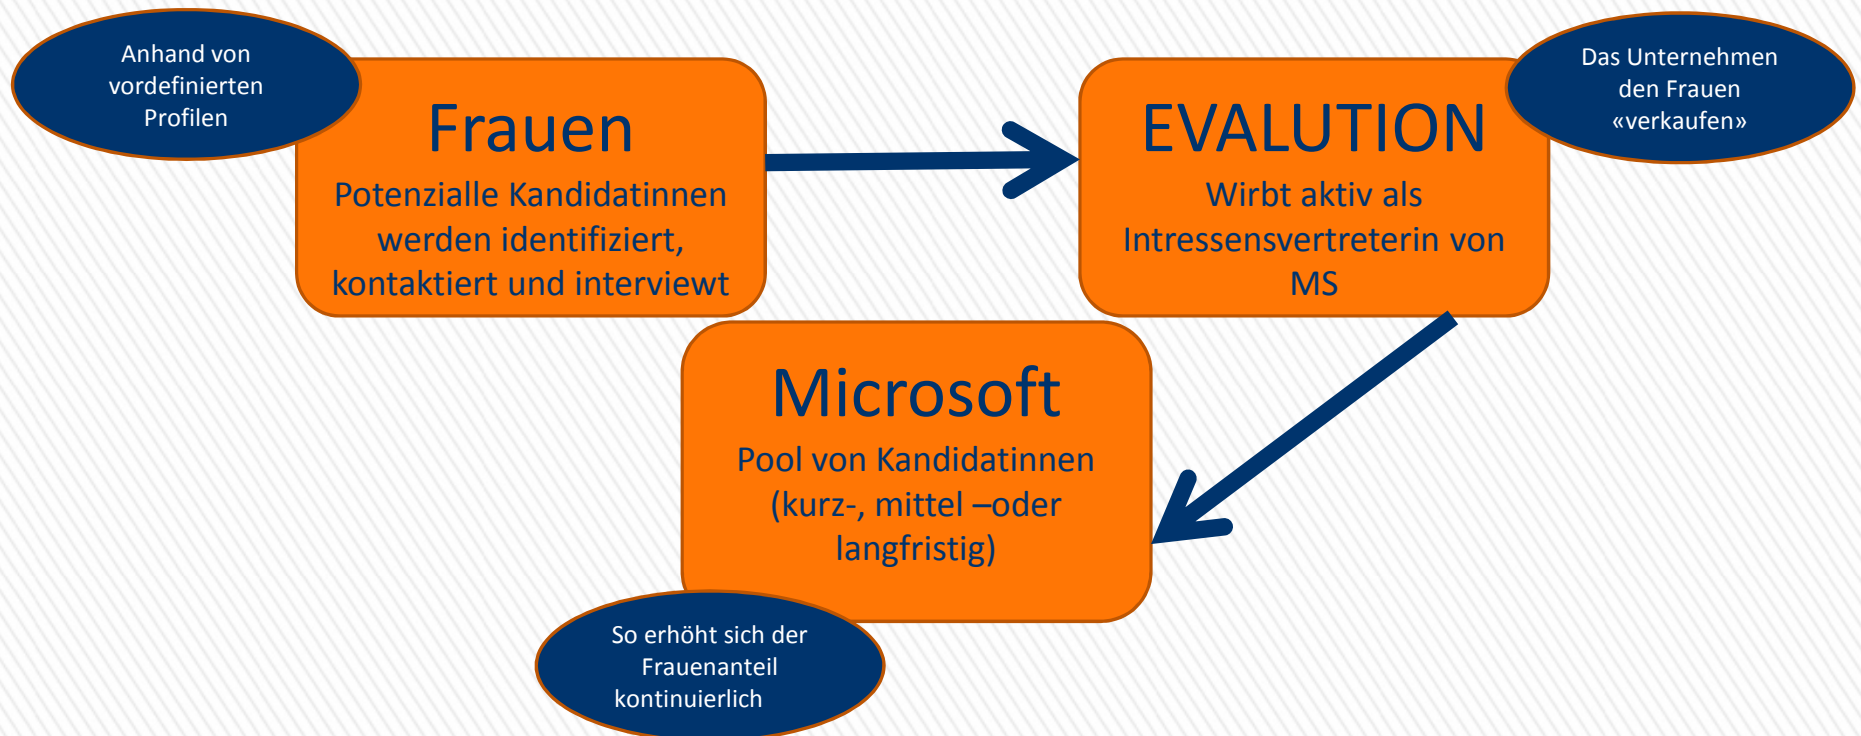 Anhand von
vordefinierten
Profilen
Frauen
Potenzialle Kandidatinnen
werden identifiziert,
kontaktiert und interviewt
EVALUTION
Wirbt aktiv als
Intressensvertreterin von
MS
Das Unternehmen
den Frauen
«verkaufen»
Microsoft
Pool von Kandidatinnen
(kurz-, mittel –oder
langfristig)
So erhöht sich der
Frauenanteil
kontinuierlich